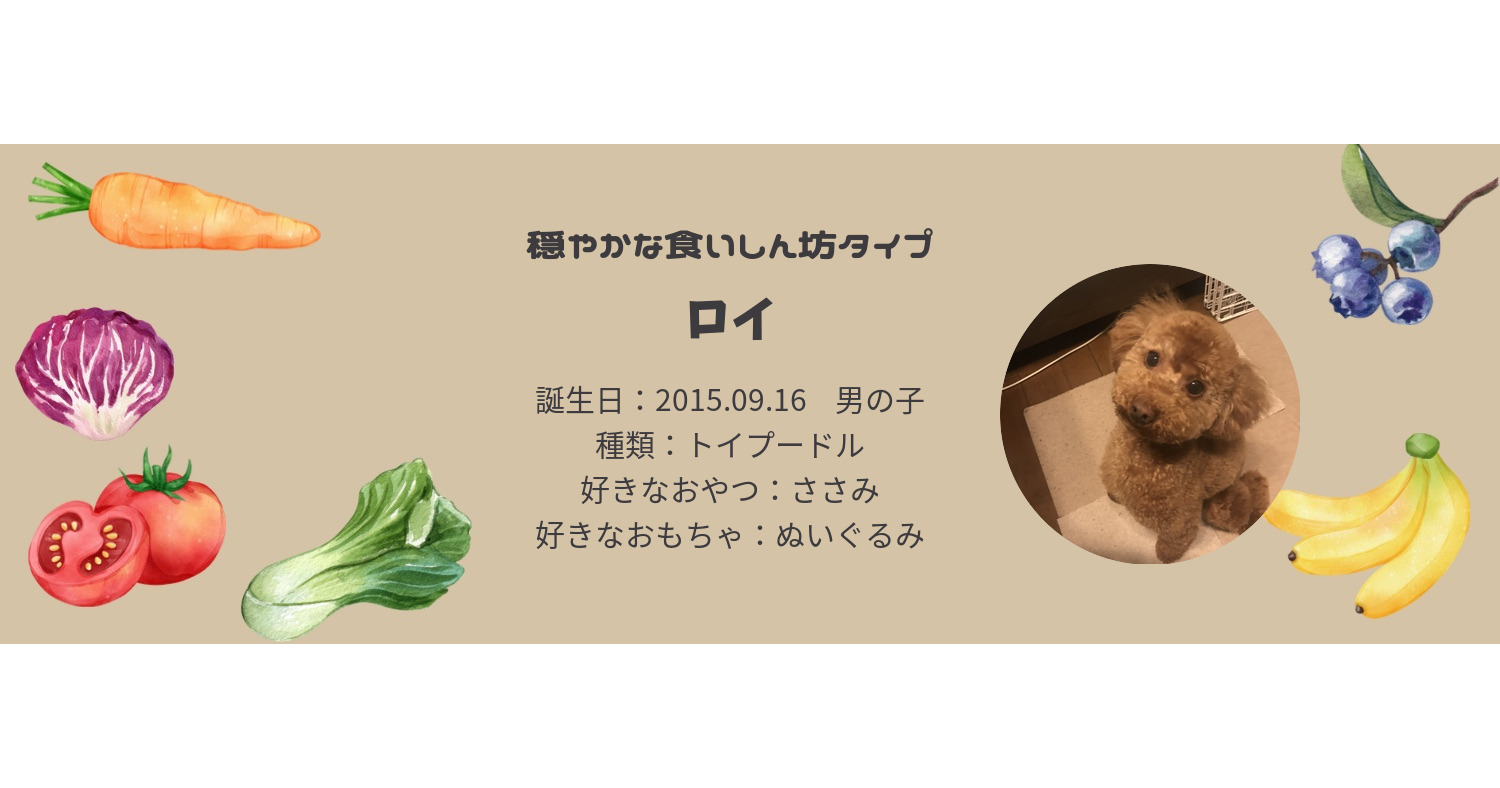 穏やかな食いしん坊タイプ
ロイ
誕生日：2015.09.16　男の子
種類：トイプードル
好きなおやつ：ささみ
好きなおもちゃ：ぬいぐるみ